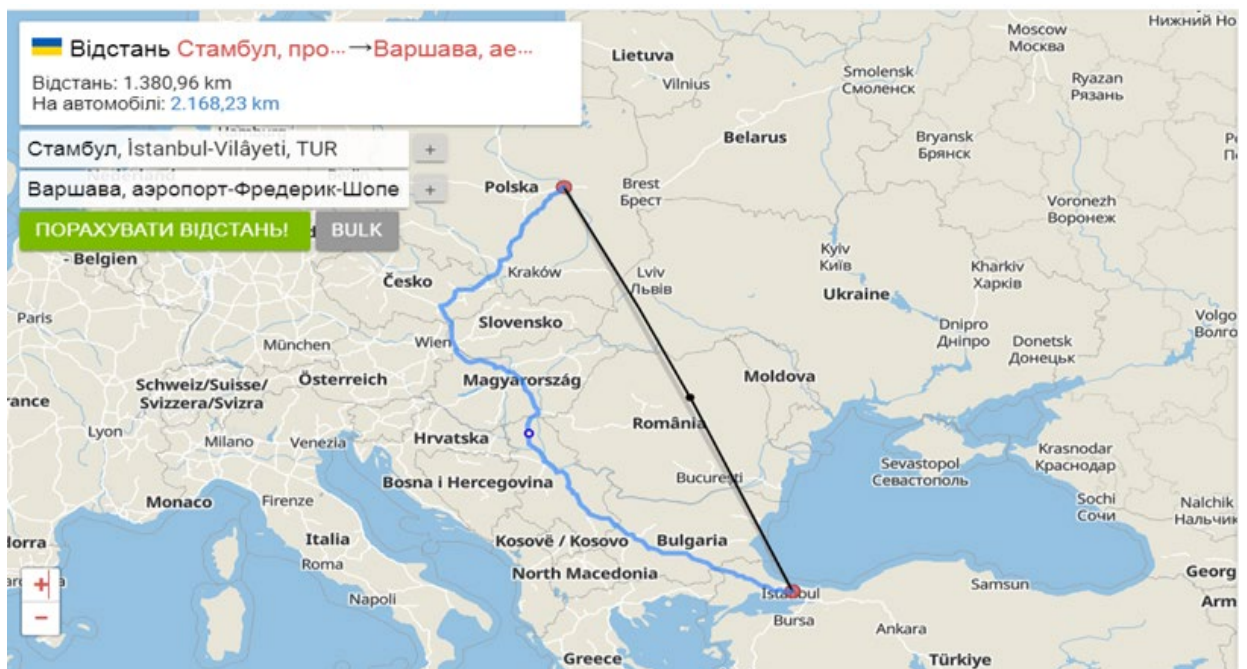 Відстань Стамбул, про...→Варшава, ае...
Відстань: 1.380,96 km
На автомобілі: 2.168,23 km
Стамбул, İstanbul-Vilâyeti, TUR
+
Варшава, аэропорт-Фредерик-Шопе
+
ПОРАХУВАТИ ВІДСТАНЬ!
BULK
Нижний Но
Moscow
Москва
Lietuva
Vilnius
Smolensk
Смоленск
Ryazan
Рязань
Belarus
Bryansk
Брянск
Polska
Brest
Брест
Voronezh
Воронеж
- Belgien
Kyiv
Київ
Česko
Kraków
Lviv
Львів
Kharkiv
Харків
Ukraine
Paris
Slovensko
Dnipro
Дніпро
Donetsk
Донецьк
Volgo
Волго
München
Wien
Schweiz/Suisse/
Svizzera/Svizra
Österreich
Magyarország
Moldova
rance
Lyon
Milano
Venezia
Hrvatska
România
Krasnodar
Краснодар
Sevastopol
Севастополь
Bosna i Hercegovina
București
Monaco
Firenze
Sochi
Сочи
Nalchik
Нальчик
dorra
Italia
Roma
Kosovë / Kosovo
Bulgaria
North Macedonia
Georg
Napoli
İstanbul
Samsun
Arm
Bursa
Ankara
Greece
Türkiye
+
−